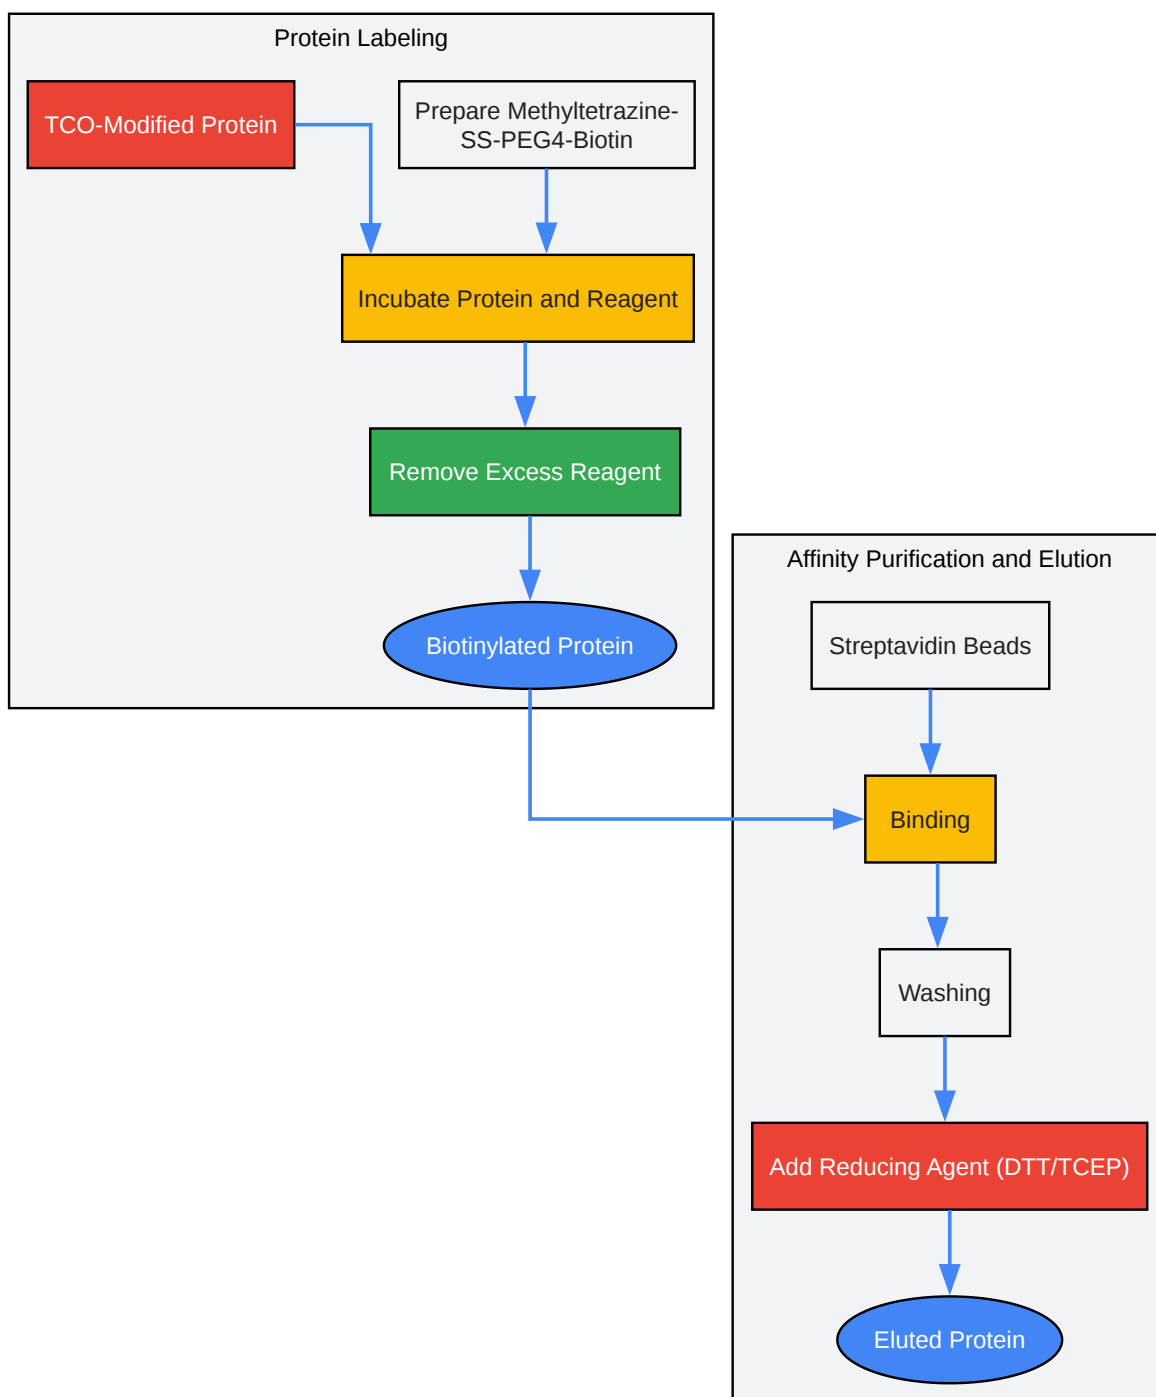 Protein Labeling
TCO-Modified Protein
Prepare Methyltetrazine-
SS-PEG4-Biotin
Incubate Protein and Reagent
Remove Excess Reagent
Biotinylated Protein
Affinity Purification and Elution
Streptavidin Beads
Binding
Washing
Add Reducing Agent (DTT/TCEP)
Eluted Protein